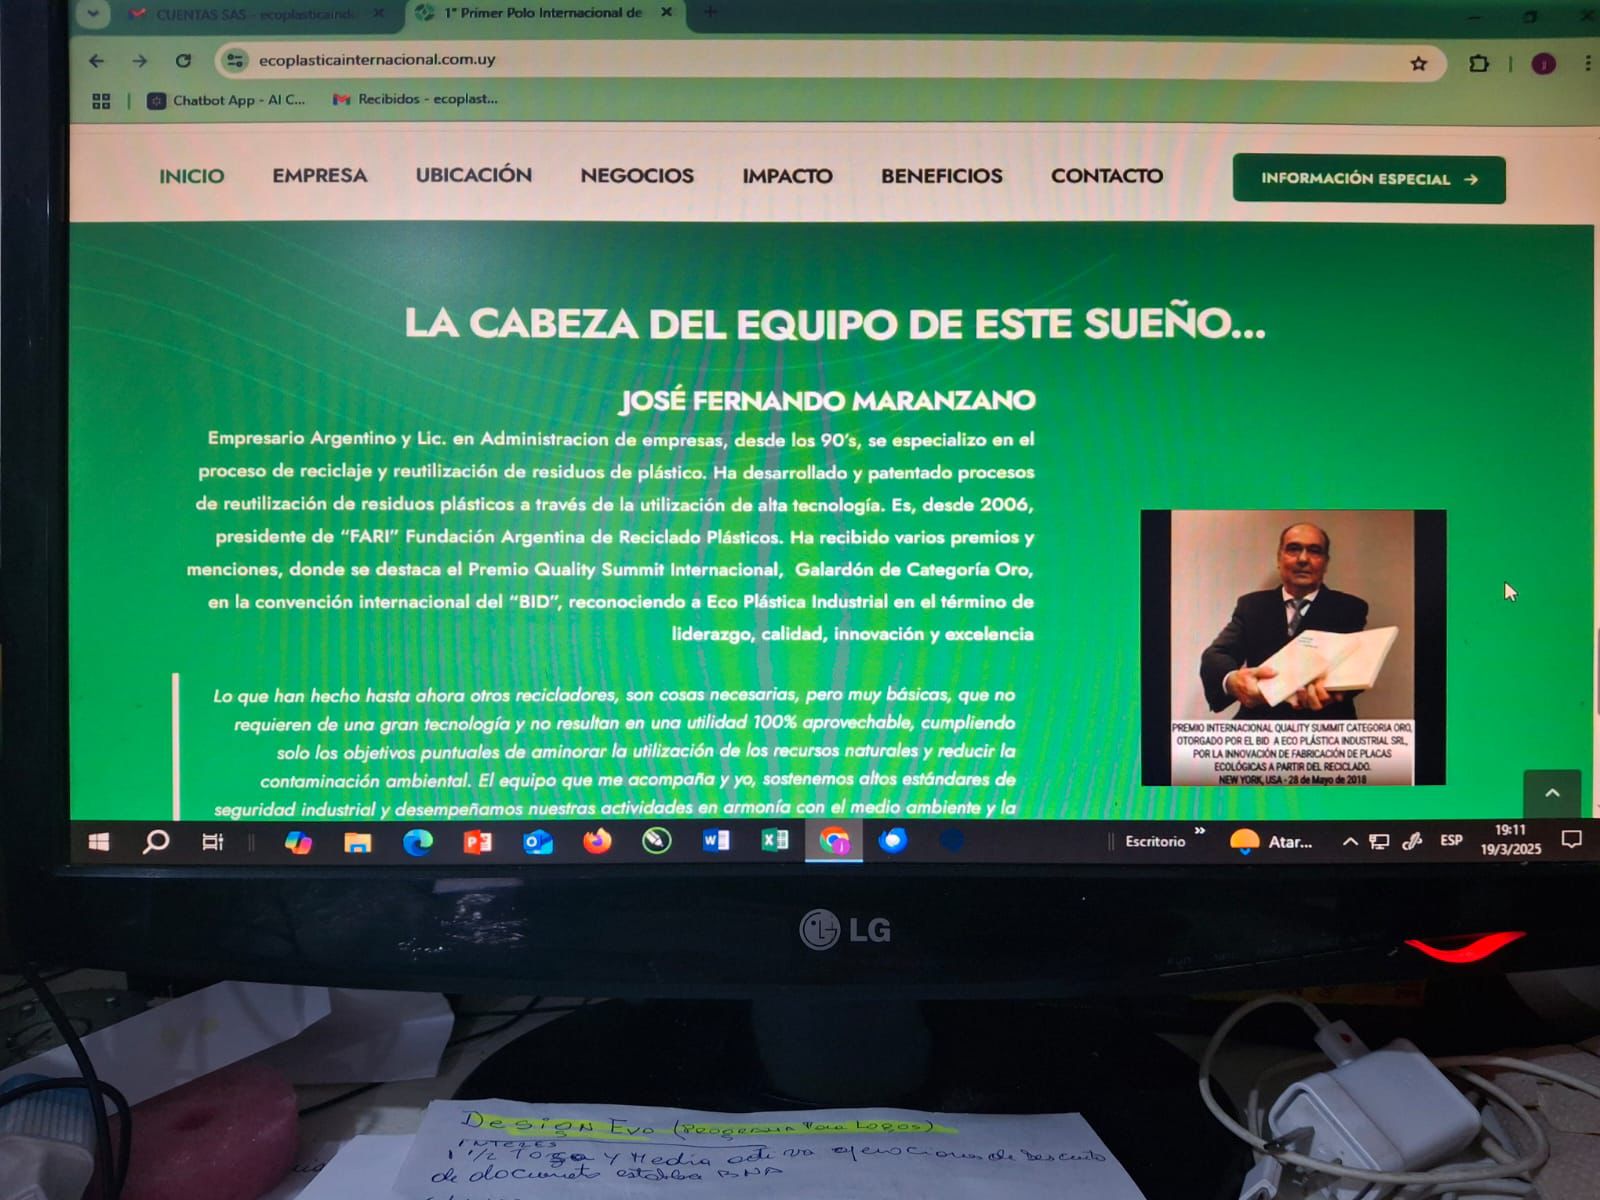 CUENTAS SAS - ecoplasticaind
1° Primer Polo Internacional de
ecoplasticainternacional.com.uy
j
Chatbot App - AI C...
Recibidos - ecoplast...
INICIO
EMPRESA
UBICACIÓN
NEGOCIOS
IMPACTO
BENEFICIOS
CONTACTO
INFORMACIÓN ESPECIAL →
LA CABEZA DEL EQUIPO DE ESTE SUEÑO...
JOSÉ FERNANDO MARANZANO
Empresario Argentino y Lic. en Administracion de empresas, desde los 90's, se especializo en el
proceso de reciclaje y reutilización de residuos de plástico. Ha desarrollado y patentado procesos
de reutilización de residuos plásticos a través de la utilización de alta tecnología. Es, desde 2006,
presidente de “FARI” Fundación Argentina de Reciclado Plásticos. Ha recibido varios premios y
menciones, donde se destaca el Premio Quality Summit Internacional, Galardón de Categoría Oro,
en la convención internacional del “BID”, reconociendo a Eco Plástica Industrial en el término de
liderazgo, calidad, innovación y excelencia
Lo que han hecho hasta ahora otros recicladores, son cosas necesarias, pero muy básicas, que no
requieren de una gran tecnología y no resultan en una utilidad 100% aprovechable, cumpliendo
solo los objetivos puntuales de aminorar la utilización de los recursos naturales y reducir la
contaminación ambiental. El equipo que me acompaña y yo, sostenemos altos estándares de
seguridad industrial y desempeñamos nuestras actividades en armonía con el medio ambiente y la
PREMIO INTERNACIONAL QUALITY SUMMIT CATEGORIA ORO,
OTORGADO POR EL BID A ECO PLÁSTICA INDUSTRIAL SRL,
POR LA INNOVACIÓN DE FABRICACIÓN DE PLACAS
ECOLÓGICAS A PARTIR DEL RECICLADO.
NEW YORK, USA - 28 de Mayo de 2018
Escritorio
Atar...
ESP
19:11
19/3/2025
LG
Design Evo (Programa Para Logos)
INTERES
1 1/2 Tasa y Media activa de descuento
de documento establea BNA